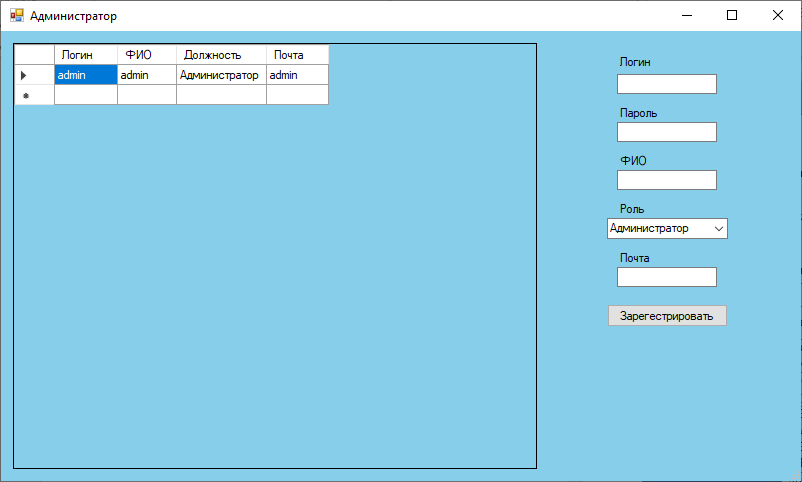 Администратор
Логин ФИО Должность Почта
admin admin Администратор admin
Логин
Пароль
ФИО
Роль
Администратор
Почта
Зарегестрировать